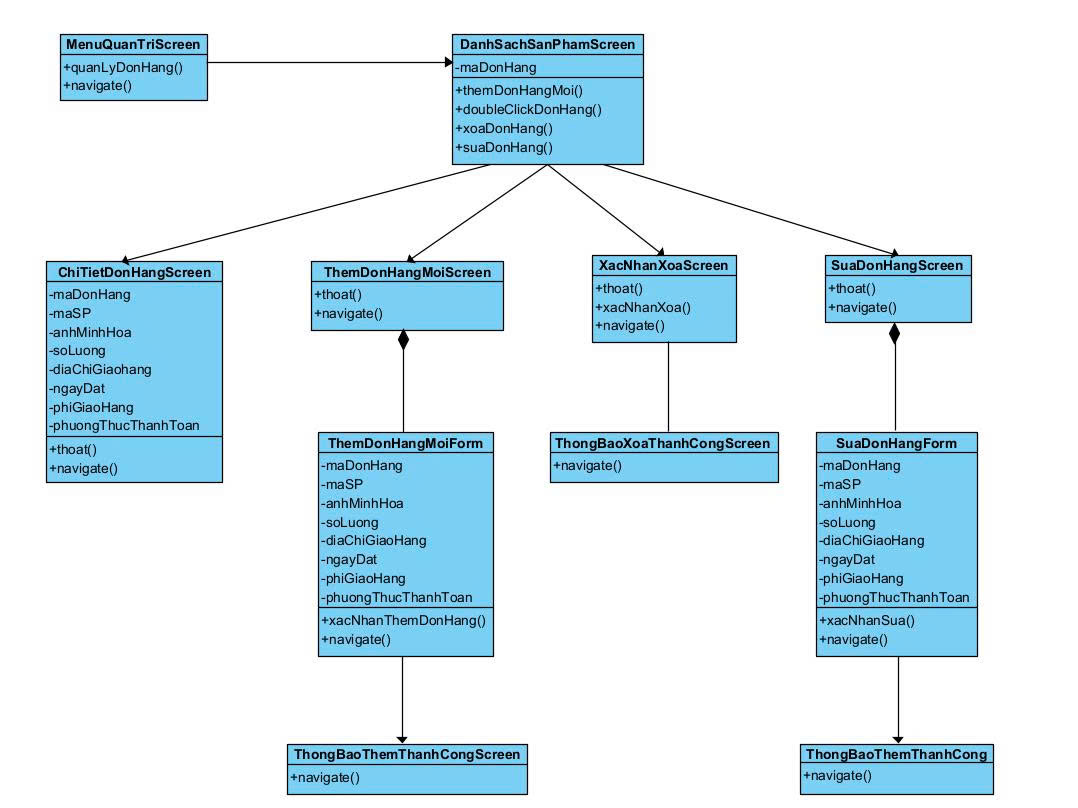 MenuQuanTriScreen
+quanLyDonHang()
+navigate()
DanhSachSanPhamScreen
-maDonHang
+themDonHangMoi()
+doubleClickDonHang()
+xoaDonHang()
+suaDonHang()
ChiTietDonHangScreen
-maDonHang
-maSP
-anhMinhHoa
-soLuong
-diaChiGiaohang
-ngayDat
-phiGiaoHang
-phuongThucThanhToan
+thoat()
+navigate()
ThemDonHangMoiScreen
+thoat()
+navigate()
XacNhanXoaScreen
+thoat()
+xacNhanXoa()
+navigate()
SuaDonHangScreen
+thoat()
+navigate()
ThemDonHangMoiForm
-maDonHang
-maSP
-anhMinhHoa
-soLuong
-diaChiGiaoHang
-ngayDat
-phiGiaoHang
-phuongThucThanhToan
+xacNhanThemDonHang()
+navigate()
ThongBaoXoaThanhCongScreen
+navigate()
SuaDonHangForm
-maDonHang
-maSP
-anhMinhHoa
-soLuong
-diaChiGiaoHang
-ngayDat
-phiGiaoHang
-phuongThucThanhToan
+xacNhanSua()
+navigate()
ThongBaoThemThanhCongScreen
+navigate()
ThongBaoThemThanhCong
+navigate()